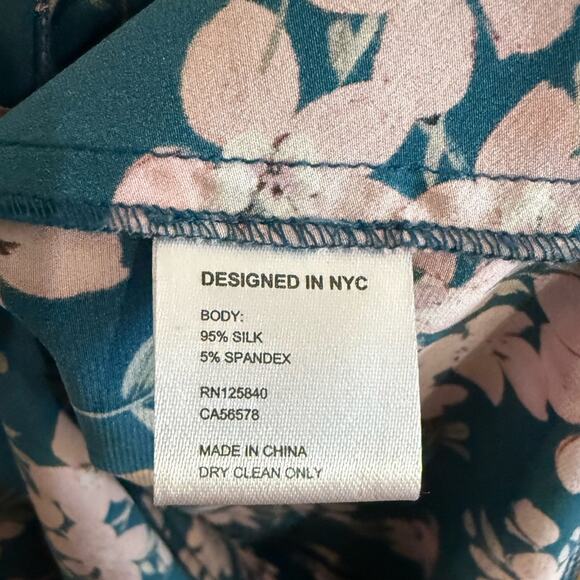 DESIGNED IN NYC
BODY:
95% SILK
5% SPANDEX
RN125840
CA56578
MADE IN CHINA
DRY CLEAN ONLY